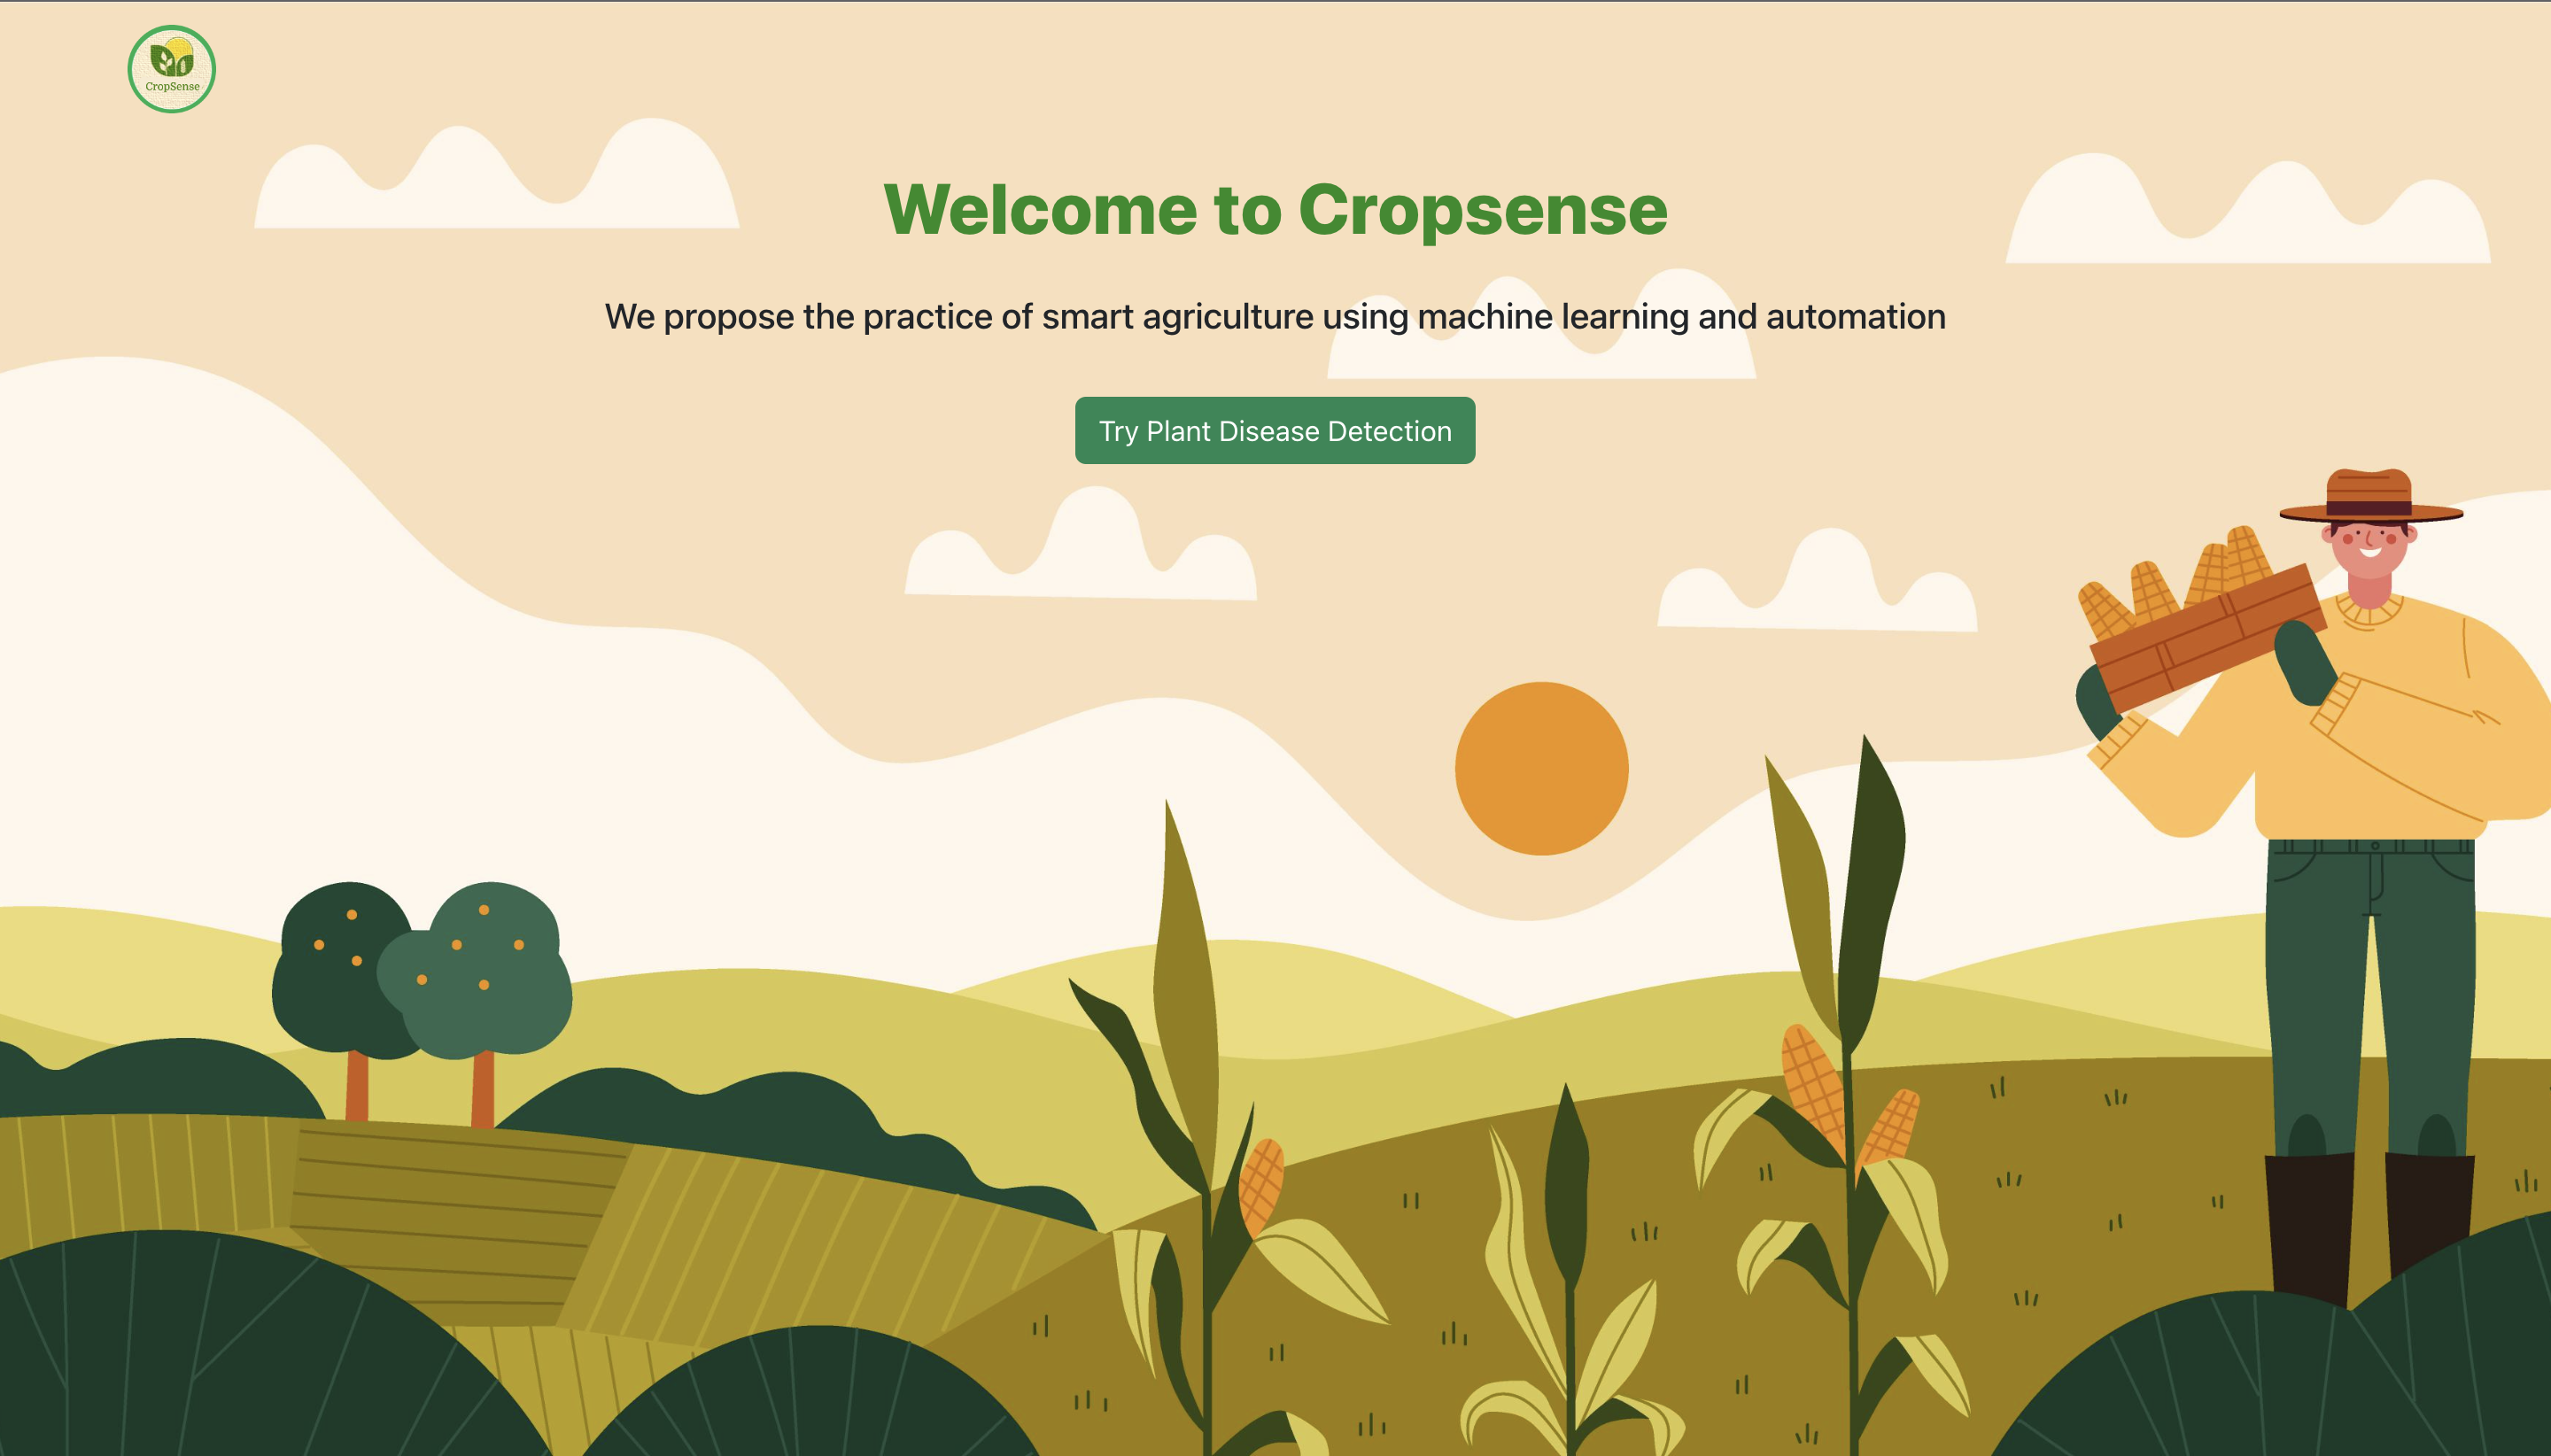 CropSense
Welcome to Cropsense
We propose the practice of smart agriculture using machine learning and automation
Try Plant Disease Detection